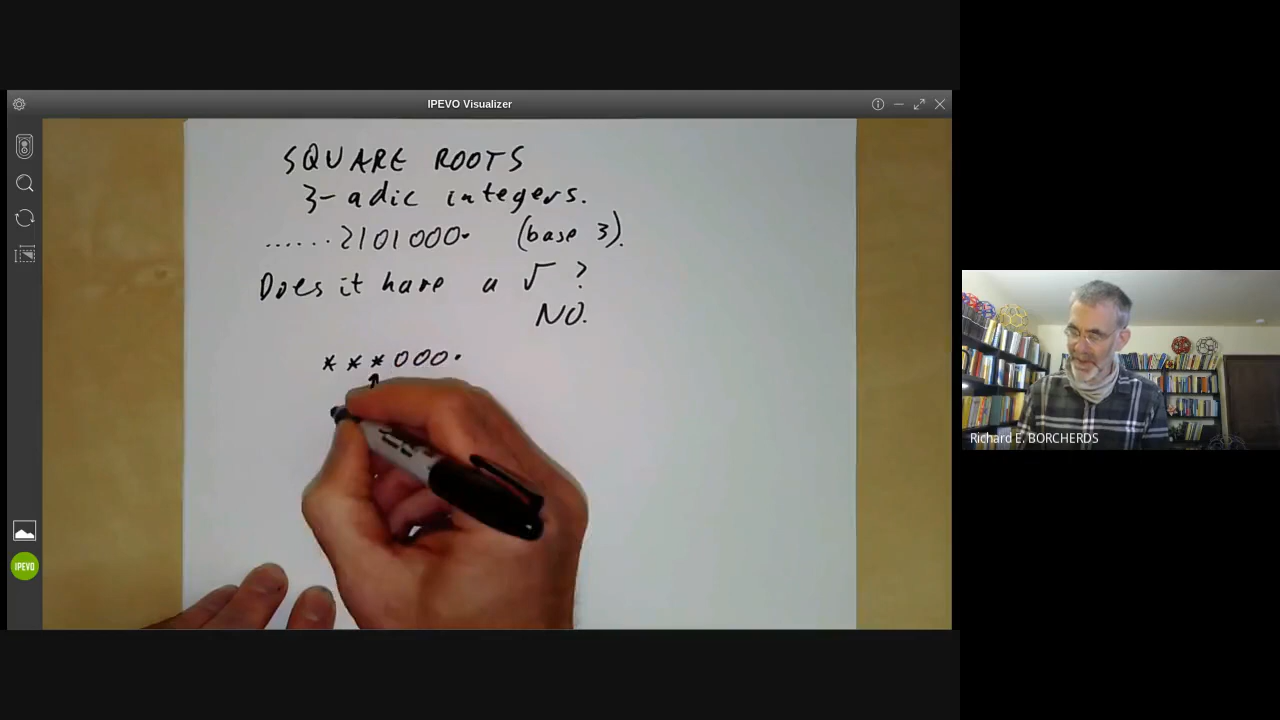 IPEVO Visualizer
SQUARE ROOTS
3-adic integers.
......2101000. (base 3).
Does it have a √ ?
NO.
* * * 000.
IPEVO
Richard E. BORCHERDS